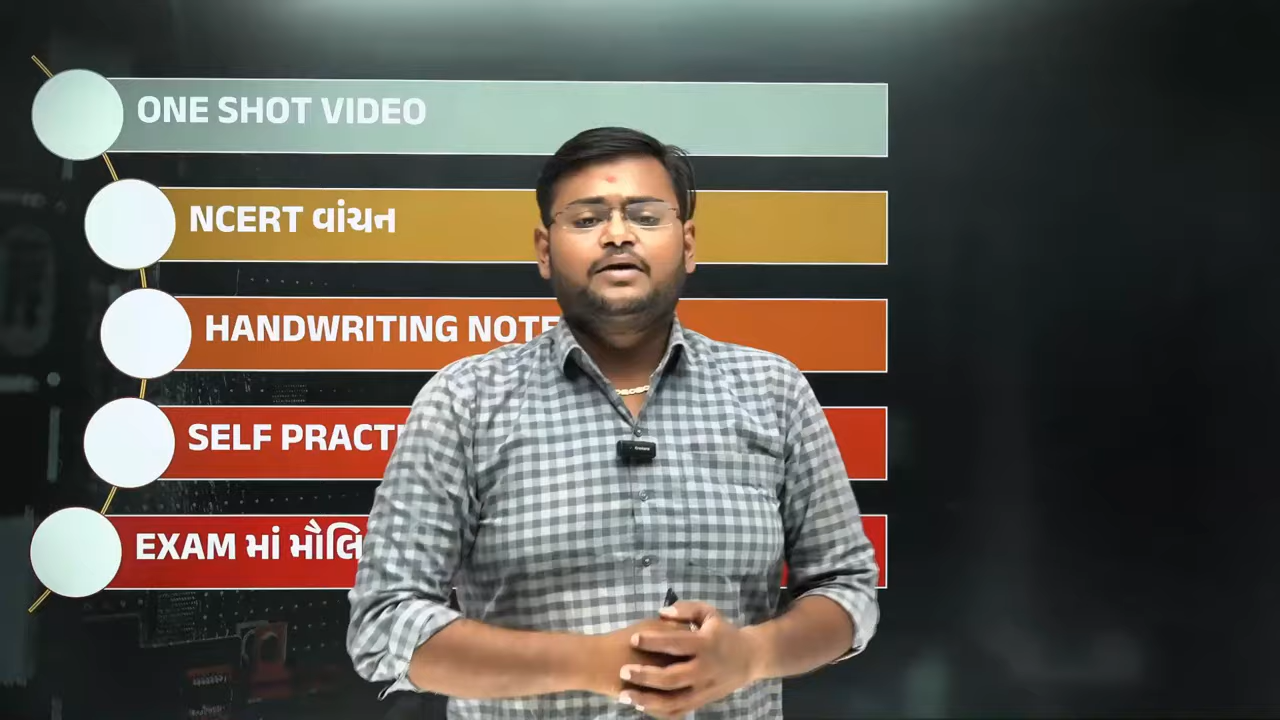 ONE SHOT VIDEO
NCERT વાંચન
HANDWRITING NOTE
SELF PRACT
EXAM માં મૌલિ